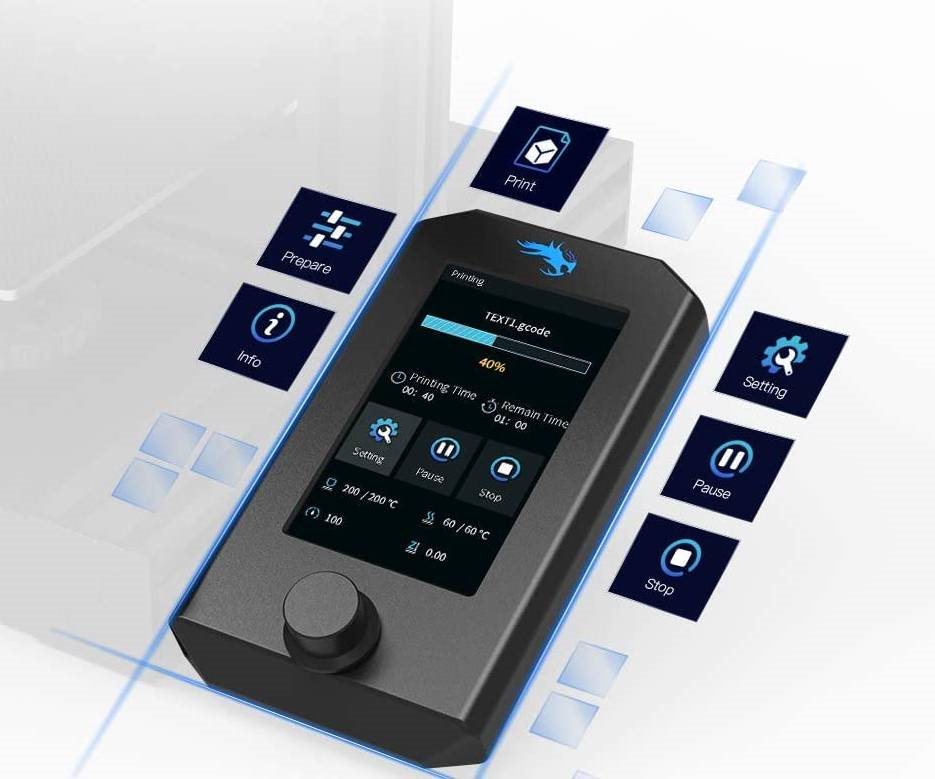 Print
Prepare
Info
Printing
TEXT1.gcode
40%
Printing Time
00: 40
Remain Time
01: 00
Setting
Pause
Stop
200 / 200 ℃
60 / 60 ℃
100
0.00
Setting
Pause
Stop